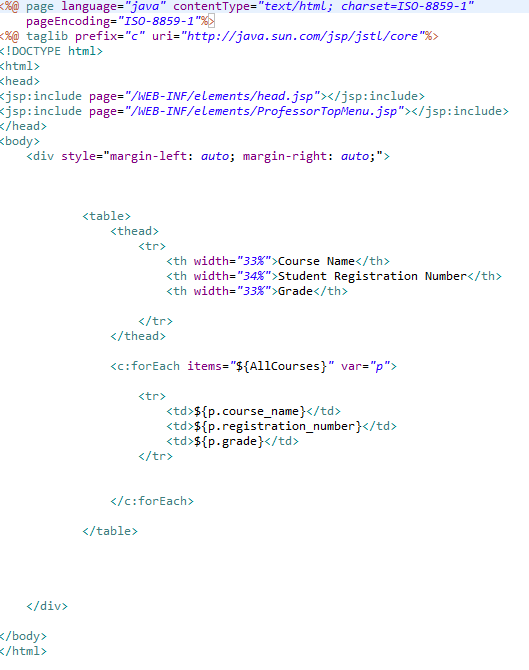 <%@ page language="java" contentType="text/html; charset=ISO-8859-1"
    pageEncoding="ISO-8859-1"%>
<%@ taglib prefix="c" uri="http://java.sun.com/jsp/jstl/core"%>
<!DOCTYPE html>
<html>
<head>
<jsp:include page="/WEB-INF/elements/head.jsp"></jsp:include>
<jsp:include page="/WEB-INF/elements/ProfessorTopMenu.jsp"></jsp:include>
</head>
<body>
    <div style="margin-left: auto; margin-right: auto;">
            <table>
                <thead>
                    <tr>
                        <th width="33%">Course Name</th>
                        <th width="34%">Student Registration Number</th>
                        <th width="33%">Grade</th>
                    </tr>
                </thead>
                <c:forEach items="${AllCourses}" var="p">
                    <tr>
                        <td>${p.course_name}</td>
                        <td>${p.registration_number}</td>
                        <td>${p.grade}</td>
                    </tr>
                </c:forEach>
            </table>
    </div>
</body>
</html>